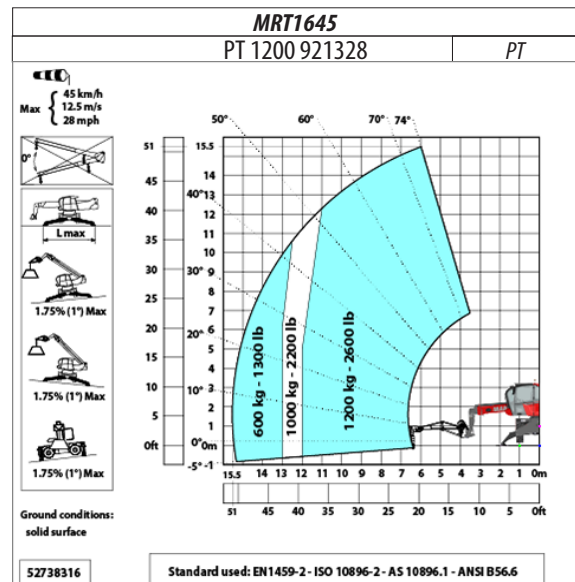 MRT1645
PT 1200 921328 PT
Max { 45 km/h
12.5 m/s
28 mph
0°
L max
1.75% (1°) Max
1.75% (1°) Max
1.75% (1°) Max
Ground conditions:
solid surface
52738316
50° 60° 70° 74°
40°
30°
20°
10°
0°
-5°
51
45
40
35
30
25
20
15
10
5
0ft
15.5
14
13
12
11
10
9
8
7
6
5
4
3
2
1
0m
-1
600 kg - 1300 lb
1000 kg - 2200 lb
1200 kg - 2600 lb
15.5 14 13 12 11 10 9 8 7 6 5 4 3 2 1 0m
51 45 40 35 30 25 20 15 10 5 0ft
Standard used: EN1459-2 - ISO 10896-2 - AS 10896.1 - ANSI B56.6